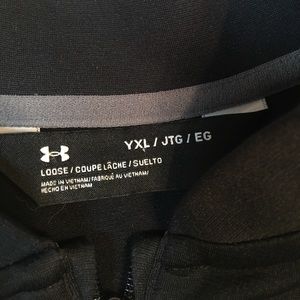 YXL / JTG / EG
LOOSE / COUPE LÂCHE / SUELTO
MADE IN VIETNAM/FABRIQUÉ AU VIETNAM/
HECHO EN VIETNAM